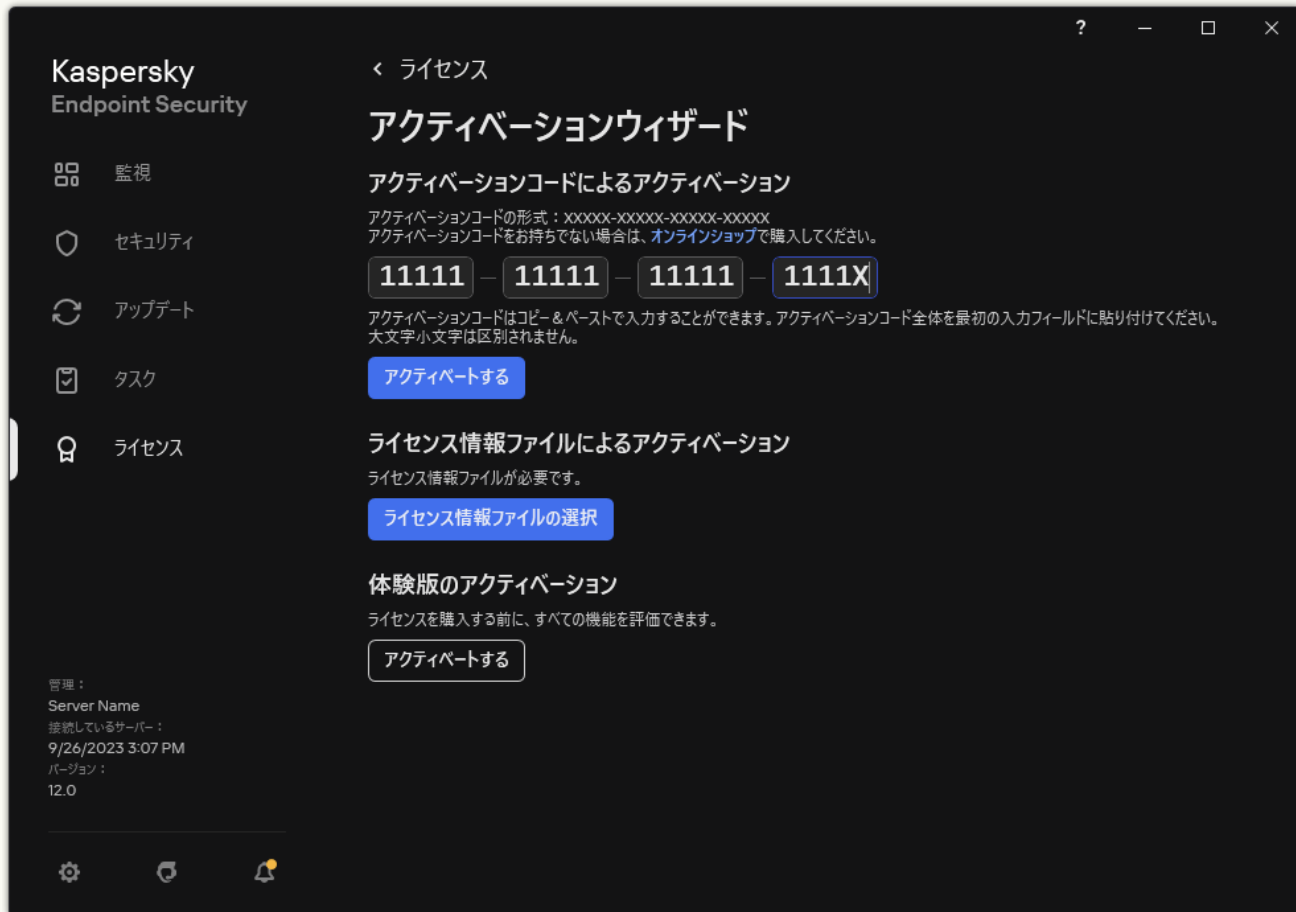 ?
Kaspersky
Endpoint Security
監視
セキュリティ
アップデート
タスク
ライセンス
管理：
Server Name
接続しているサーバー：
9/26/2023 3:07 PM
バージョン：
12.0
ライセンス
アクティベーションウィザード
アクティベーションコードによるアクティベーション
アクティベーションコードの形式：XXXXX-XXXXX-XXXXX-XXXXX
アクティベーションコードをお持ちでない場合は、オンラインショップで購入してください。
11111 – 11111 – 11111 – 1111X
アクティベーションコードはコピー＆ペーストで入力することができます。アクティベーションコード全体を最初の入力フィールドに貼り付けてください。
大文字小文字は区別されません。
アクティベートする
ライセンス情報ファイルによるアクティベーション
ライセンス情報ファイルが必要です。
ライセンス情報ファイルの選択
体験版のアクティベーション
ライセンスを購入する前に、すべての機能を評価できます。
アクティベートする